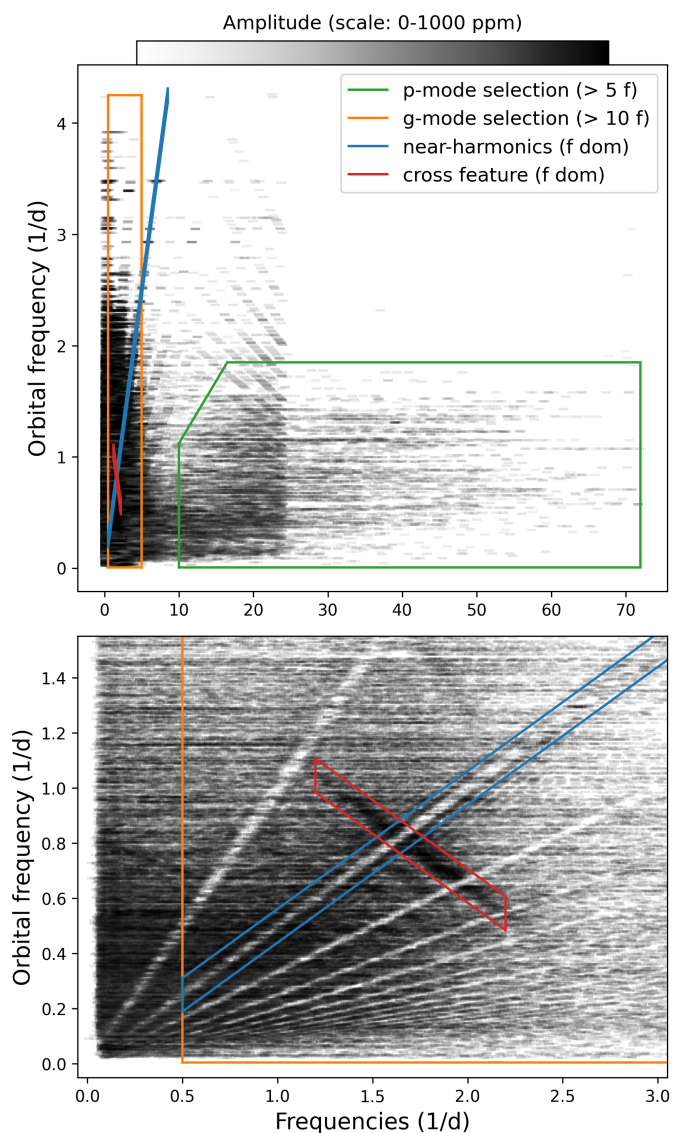 Amplitude (scale: 0-1000 ppm)
p-mode selection (> 5 f)
g-mode selection (> 10 f)
near-harmonics (f dom)
cross feature (f dom)
Orbital frequency (1/d)
4
3
2
1
0
0 10 20 30 40 50 60 70
Orbital frequency (1/d)
1.4
1.2
1.0
0.8
0.6
0.4
0.2
0.0
0.0 0.5 1.0 1.5 2.0 2.5 3.0
Frequencies (1/d)